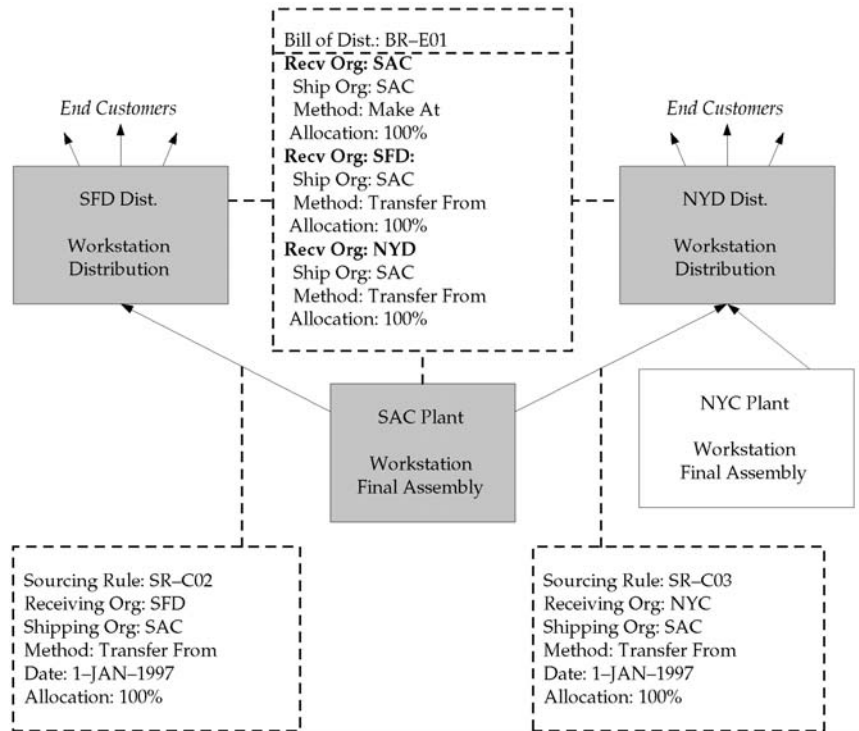 Bill of Dist.: BR–E01
Recv Org: SAC
Ship Org: SAC
Method: Make At
Allocation: 100%
Recv Org: SFD:
Ship Org: SAC
Method: Transfer From
Allocation: 100%
Recv Org: NYD
Ship Org: SAC
Method: Transfer From
Allocation: 100%
End Customers
SFD Dist.
Workstation
Distribution
End Customers
NYD Dist.
Workstation
Distribution
SAC Plant
Workstation
Final Assembly
NYC Plant
Workstation
Final Assembly
Sourcing Rule: SR–C02
Receiving Org: SFD
Shipping Org: SAC
Method: Transfer From
Date: 1–JAN–1997
Allocation: 100%
Sourcing Rule: SR–C03
Receiving Org: NYC
Shipping Org: SAC
Method: Transfer From
Date: 1–JAN–1997
Allocation: 100%